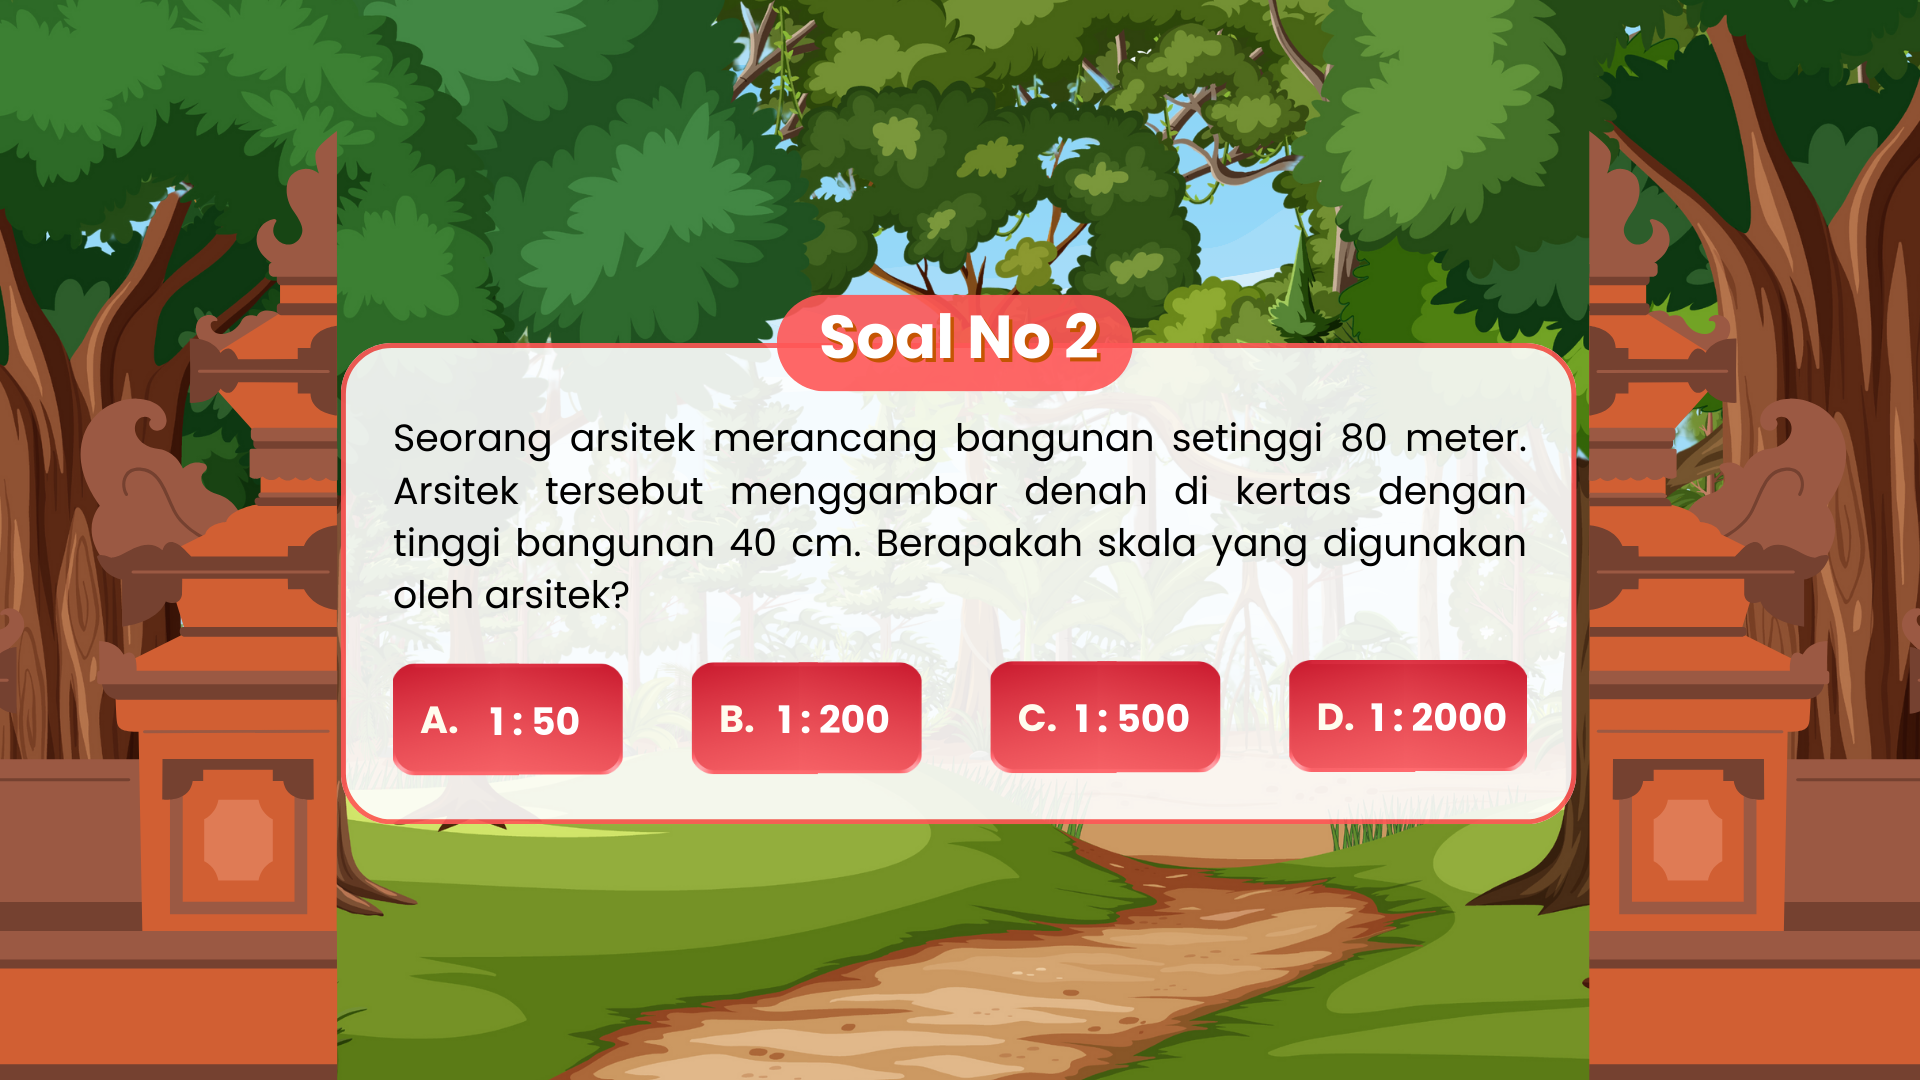 Soal No 2
Seorang arsitek merancang bangunan setinggi 80 meter.
Arsitek tersebut menggambar denah di kertas dengan
tinggi bangunan 40 cm. Berapakah skala yang digunakan
oleh arsitek?
A. 1 : 50
B. 1 : 200
C. 1 : 500
D. 1 : 2000